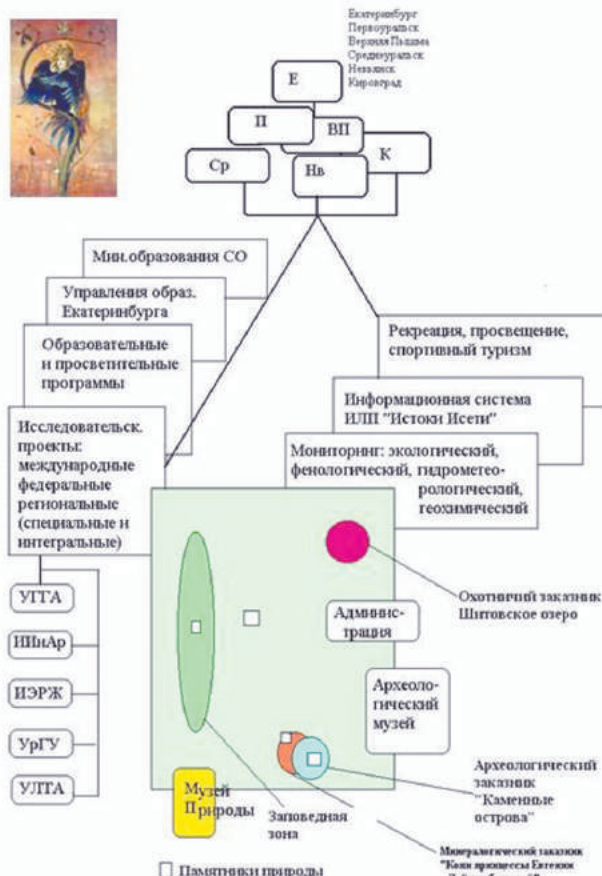 Екатеринбург
Первоуральск
Верхняя Пышма
Среднеуральск
Невьянск
Кировград
Е
П
ВП
К
Ср
Нв
Мин.образования СО
Управления образ.
Екатеринбурга
Образовательные
и просветительные
программы
Исследовательск.
проекты:
международные
федеральные
региональные
(специальные и
интегральные)
Рекреация, просвещение,
спортивный туризм
Информационная система
ИЛП "Истоки Исети"
Мониторинг: экологический,
фенологический, гидрометео-
рологический,
геохимический
УГГА
ИИиАр
ИЭРЖ
УрГУ
УЛТА
Охотничий заказник
Шитовское озеро
Админис-
трация
Археоло-
гический
музей
Археологический
заказник
"Каменные
острова"
Музей
Природы
Заповедная
зона
Минералогический заказник
"Копи принцессы Евгении
Памятники природы